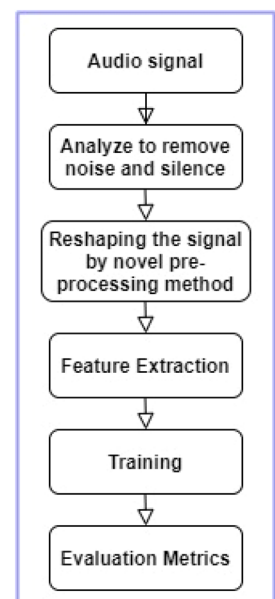 Audio signal
Analyze to remove
noise and silence
Reshaping the signal
by novel pre-
processing method
Feature Extraction
Training
Evaluation Metrics